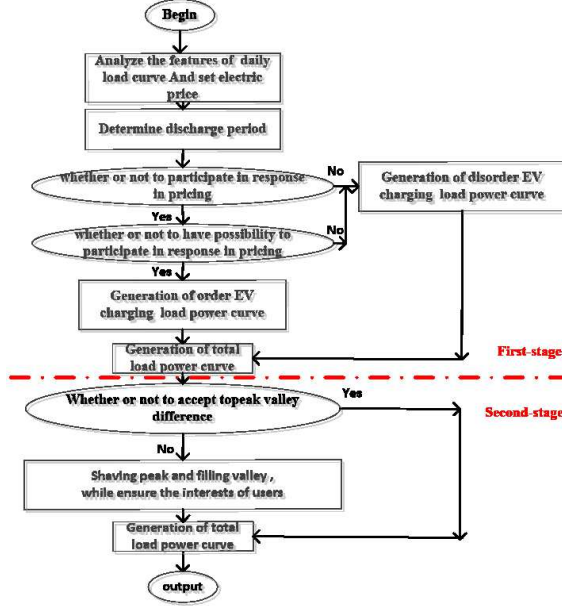 Begin
Analyze the features of daily
load curve And set electric
price
Determine discharge period
whether or not to participate in response
in pricing
No
Generation of disorder EV
charging load power curve
Yes
whether or not to have possibility to
participate in response in pricing
No
Yes
Generation of order EV
charging load power curve
Generation of total
load power curve
First-stage
Whether or not to accept topeak valley
difference
Yes
Second-stage
No
Shaving peak and filling valley ,
while ensure the interests of users
Generation of total
load power curve
output